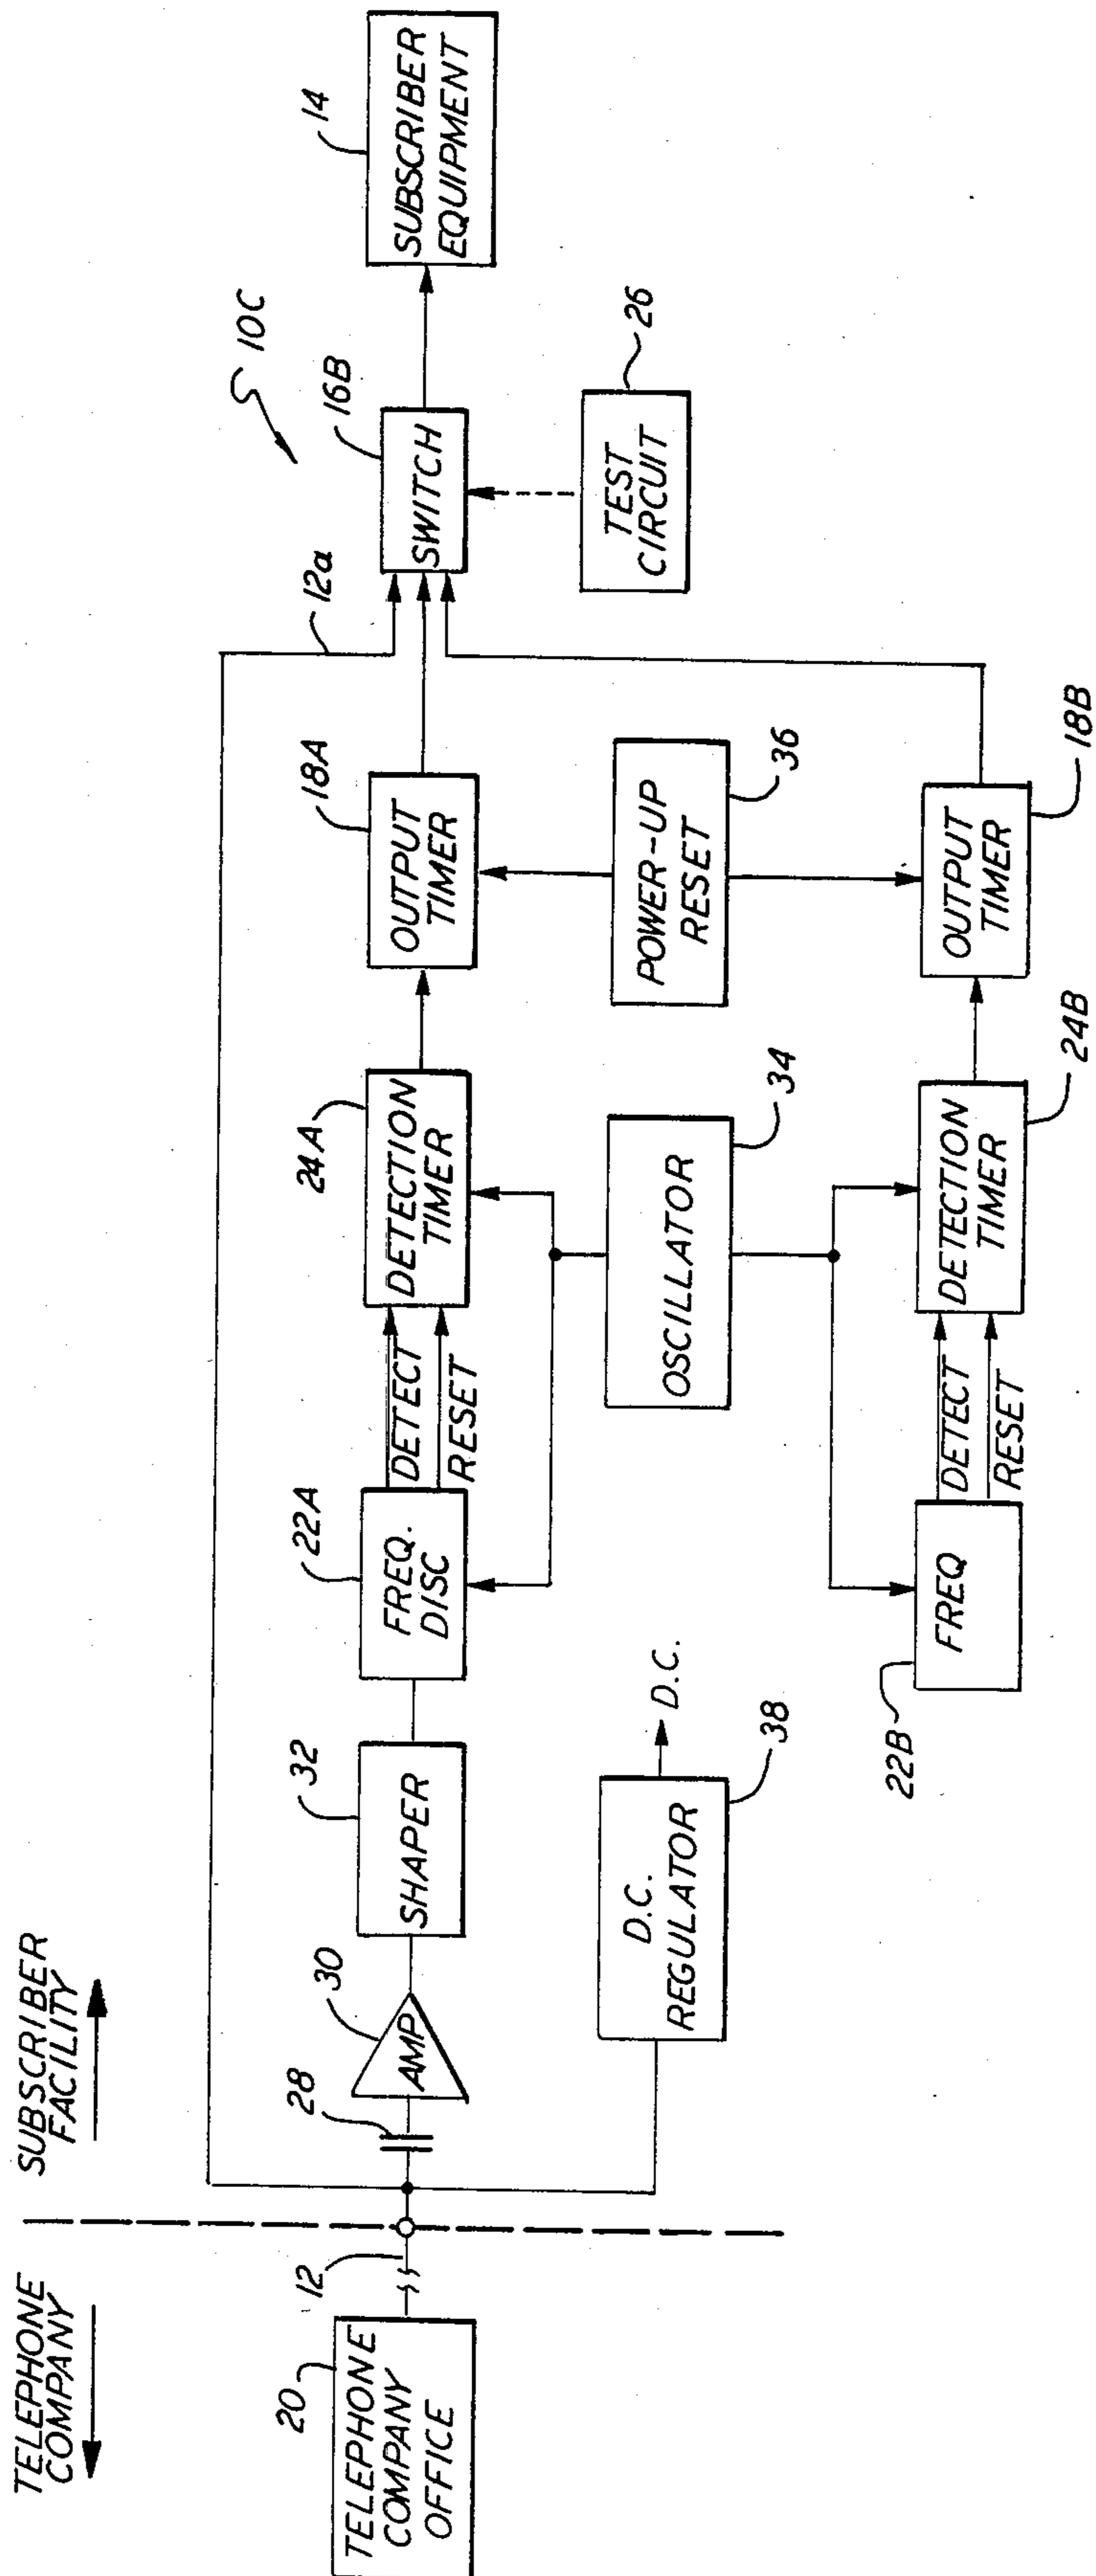 TELEPHONE
COMPANY
SUBSCRIBER
FACILITY
20
TELEPHONE
COMPANY
OFFICE
12
28
30
AMP
32
SHAPER
22A
FREQ.
DISC
DETECT
RESET
24A
DETECTION
TIMER
18A
OUTPUT
TIMER
12a
10C
16B
SWITCH
14
SUBSCRIBER
EQUIPMENT
26
TEST
CIRCUIT
D.C.
REGULATOR
38
D.C.
OSCILLATOR
34
POWER-UP
RESET
36
22B
FREQ
DETECT
RESET
DETECTION
TIMER
24B
OUTPUT
TIMER
18B